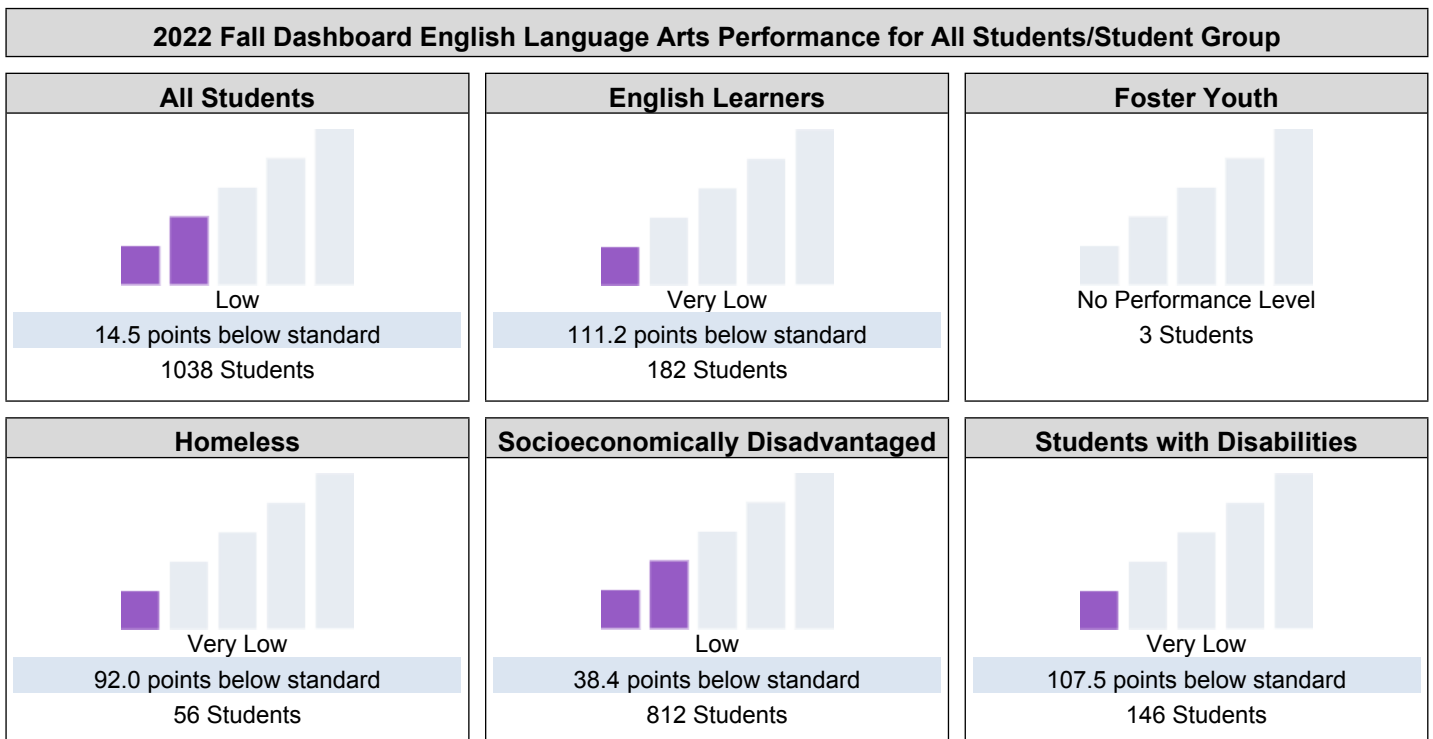 2022 Fall Dashboard English Language Arts Performance for All Students/Student Group
All Students
Low
14.5 points below standard
1038 Students
English Learners
Very Low
111.2 points below standard
182 Students
Foster Youth
No Performance Level
3 Students
Homeless
Very Low
92.0 points below standard
56 Students
Socioeconomically Disadvantaged
Low
38.4 points below standard
812 Students
Students with Disabilities
Very Low
107.5 points below standard
146 Students